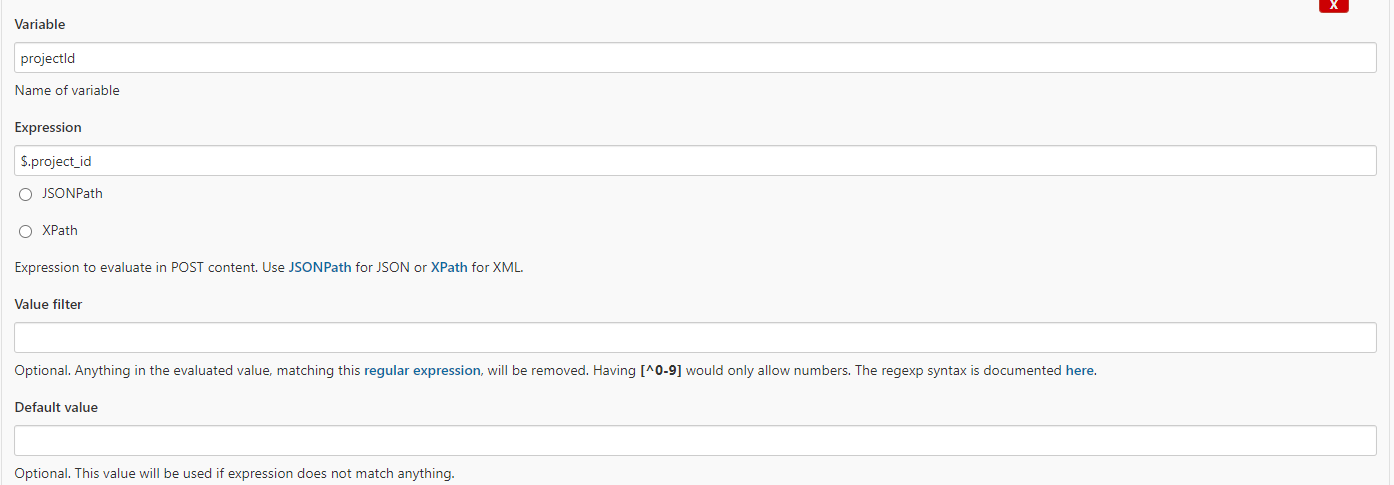 X
Variable
projectId
Name of variable
Expression
$.project_id
JSONPath
XPath
Expression to evaluate in POST content. Use JSONPath for JSON or XPath for XML.
Value filter
Optional. Anything in the evaluated value, matching this regular expression, will be removed. Having [^0-9] would only allow numbers. The regexp syntax is documented here.
Default value
Optional. This value will be used if expression does not match anything.